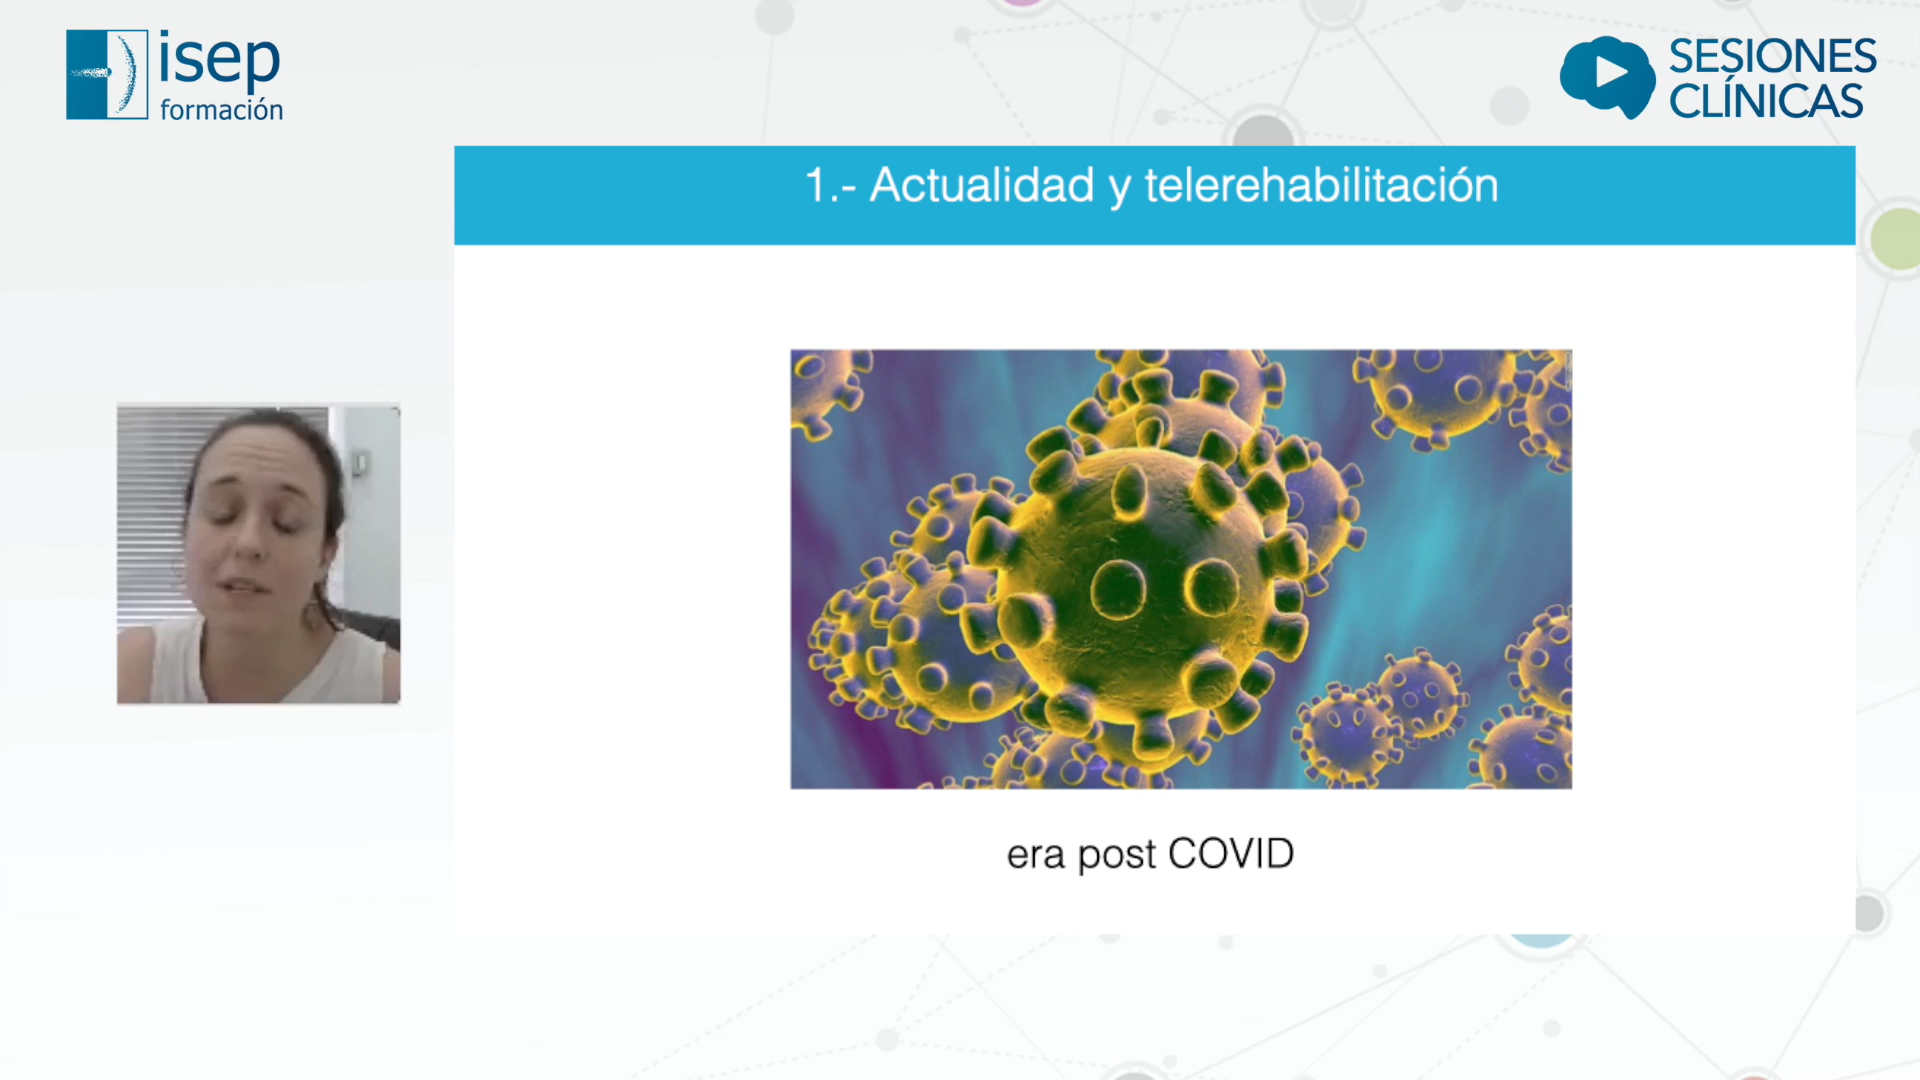 isep
formación
SESIONES
CLÍNICAS
1.- Actualidad y telerehabilitación
era post COVID